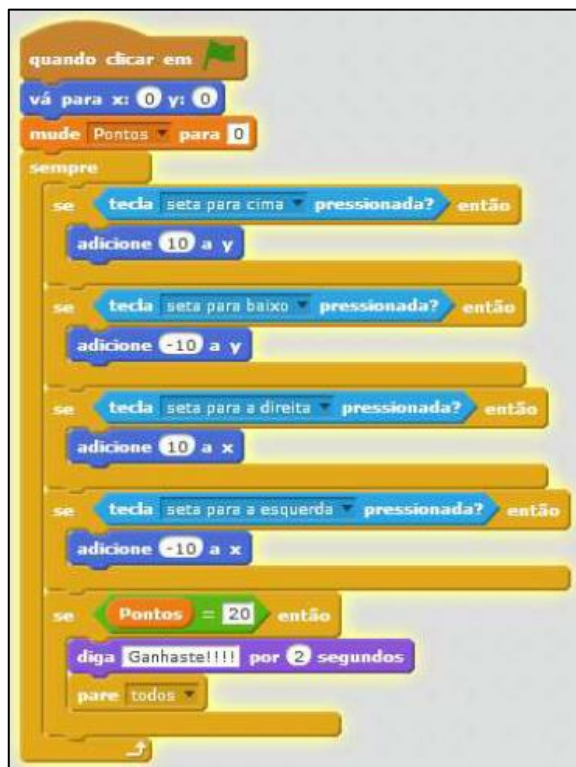 quando clicar em
vá para x: 0 y: 0
mude Pontos para 0
sempre
se tecla seta para cima pressionada? então
adicione 10 a y
se tecla seta para baixo pressionada? então
adicione -10 a y
se tecla seta para a direita pressionada? então
adicione 10 a x
se tecla seta para a esquerda pressionada? então
adicione -10 a x
se Pontos = 20 então
diga Ganhaste!!!! por 2 segundos
pare todos